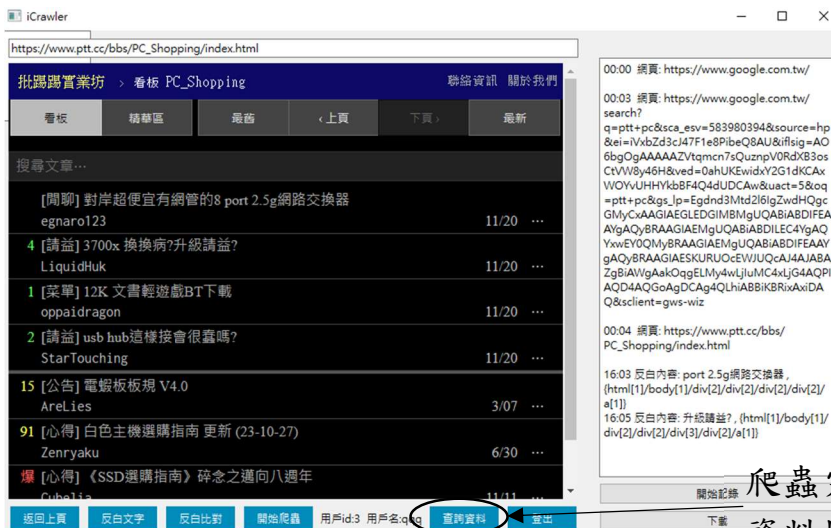 iCrawler
https://www.ptt.cc/bbs/PC_Shopping/index.html
批踢踢實業坊 › 看板 PC_Shopping 聯絡資訊 關於我們
看板 精華區 最舊 ‹ 上頁 下頁 › 最新
搜尋文章⋯
[閒聊] 對岸超便宜有網管的8 port 2.5g網路交換器
egnaro123 11/20 ⋯
4 [請益] 3700x 換換病?升級請益?
LiquidHuk 11/20 ⋯
1 [菜單] 12K 文書輕遊戲BT下載
oppaidragon 11/20 ⋯
2 [請益] usb hub這樣接會很蠢嗎?
StarTouching 11/20 ⋯
15 [公告] 電蝦板板規 V4.0
AreLies 3/07 ⋯
91 [心得] 白色主機選購指南 更新 (23-10-27)
Zenryaku 6/30 ⋯
爆 [心得] 《SSD選購指南》碎念之邁向八週年
Cubelia 11/11 ⋯
返回上頁 反白文字 反白比對 開始爬蟲 用戶id:3 用戶名:qqq 查詢資料 登出
00:00 網頁: https://www.google.com.tw/
00:03 網頁: https://www.google.com.tw/
search?
q=ptt+pc&sca_esv=583980394&source=hp
&ei=iVxbZd3cJ47F1e8PibeQ8AU&iflsig=AO
6bgOgAAAAAZVtqmcn7sQuznpV0RdXB3os
CtVW8y46H&ved=0ahUKEwidxY2G1dKCAx
WOYvUHHYkbBF4Q4dUDCAw&uact=5&oq
=ptt+pc&gs_lp=Egdnd3Mtd2l6IgZwdHQgc
GMyCxAAGIAEGLEDGIMBMgUQABiABDIFEA
AYgAQyBRAAGIAEMgUQABiABDILEC4YgAQ
YxwEY0QMyBRAAGIAEMgUQABiABDIFEAAY
gAQyBRAAGIAESKURUOcEWJUQcAJ4AJABA
ZgBiAWgAakOqgELMy4wLjIuMC4xLjG4AQPI
AQD4AQGoAgDCAg4QLhiABBiKBRixAxiDA
Q&sclient=gws-wiz
00:04 網頁: https://www.ptt.cc/bbs/
PC_Shopping/index.html
16:03 反白內容: port 2.5g網路交換器 ,
{html[1]/body[1]/div[2]/div[2]/div[2]/div[2]/
a[1]}
16:05 反白內容: 升級請益? , {html[1]/body[1]/
div[2]/div[2]/div[3]/div[2]/a[1]}
開始記錄
下載
爬蟲
資料